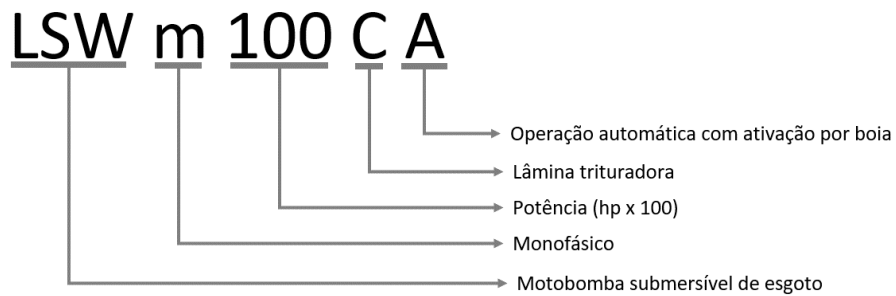 LSW m 100 C A
Operação automática com ativação por boia
Lâmina trituradora
Potência (hp x 100)
Monofásico
Motobomba submersível de esgoto